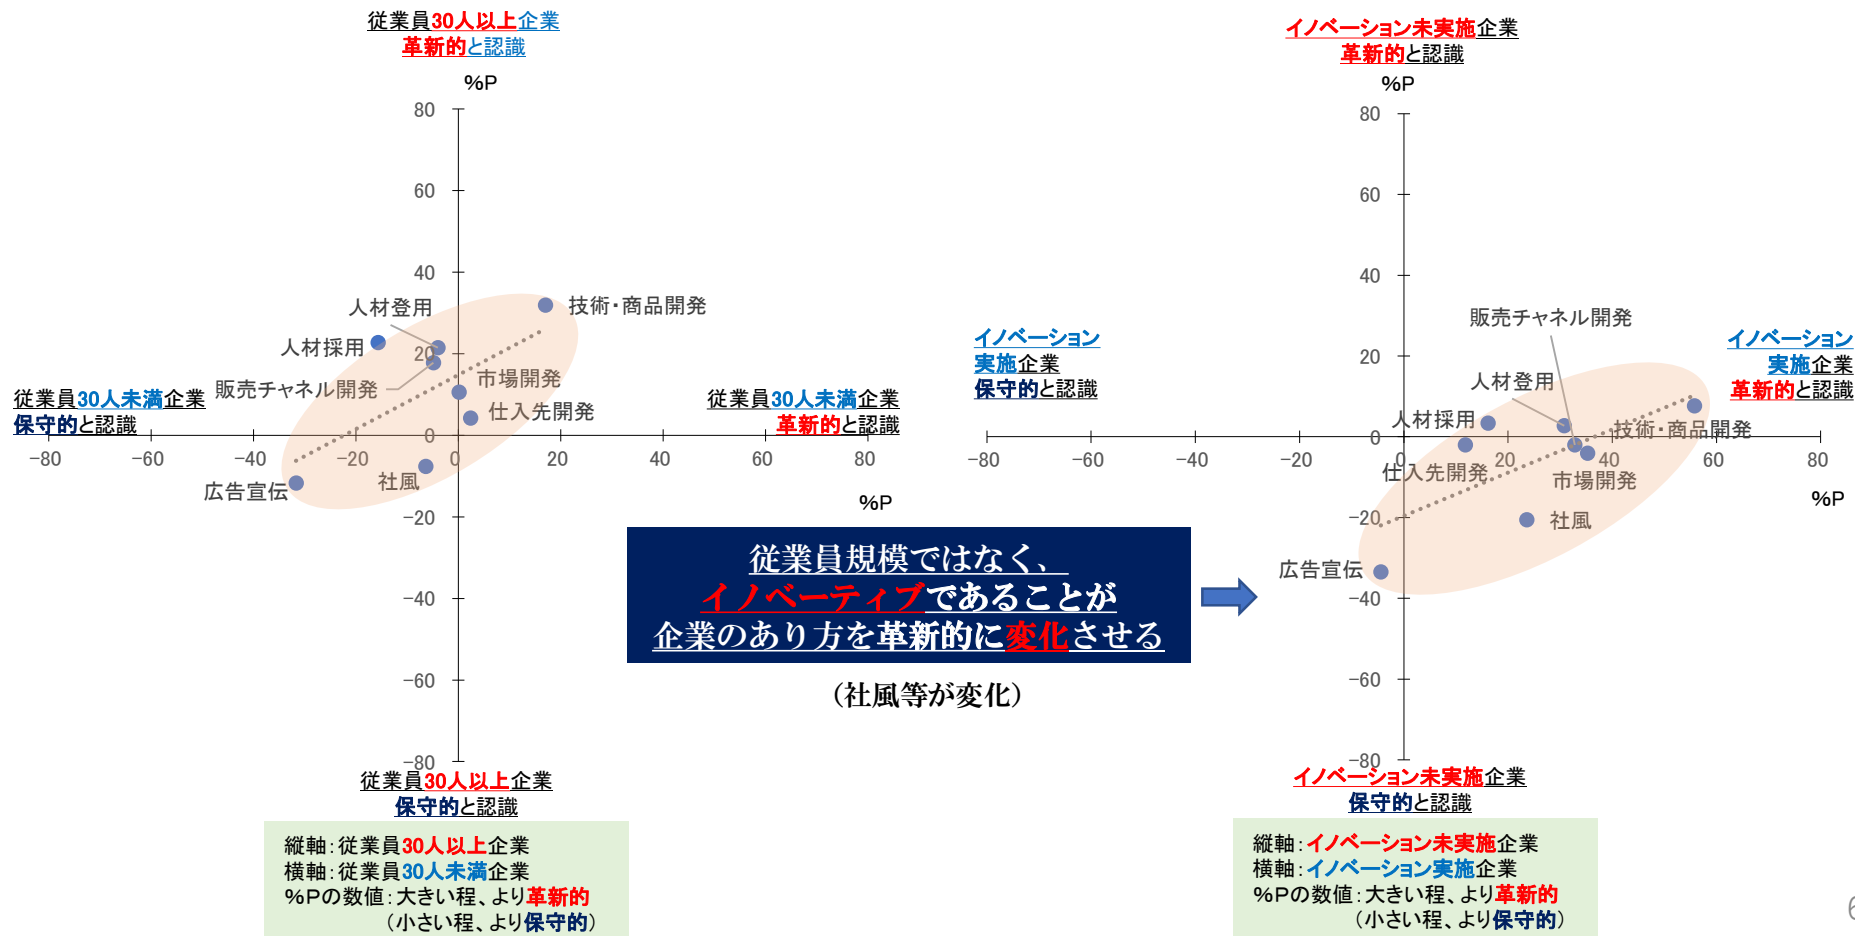 従業員30人以上企業
革新的と認識
%P
80
60
40
20
0
−20
−40
−60
−80
−80
−60
−40
−20
20
40
60
80
%P
人材登用
技術・商品開発
人材採用
販売チャネル開発
市場開発
仕入先開発
社風
広告宣伝
従業員30人未満企業
保守的と認識
従業員30人未満企業
革新的と認識
従業員30人以上企業
保守的と認識
縦軸：従業員30人以上企業
横軸：従業員30人未満企業
%Pの数値：大きい程、より革新的
（小さい程、より保守的）
従業員規模ではなく、
イノベーティブであることが
企業のあり方を革新的に変化させる
（社風等が変化）
イノベーション未実施企業
革新的と認識
%P
80
60
40
20
0
−20
−40
−60
−80
−80
−60
−40
−20
0
20
40
60
80
%P
販売チャネル開発
人材登用
人材採用
技術・商品開発
仕入先開発
市場開発
社風
広告宣伝
イノベーション
実施企業
保守的と認識
イノベーション
実施企業
革新的と認識
イノベーション未実施企業
保守的と認識
縦軸：イノベーション未実施企業
横軸：イノベーション実施企業
%Pの数値：大きい程、より革新的
（小さい程、より保守的）